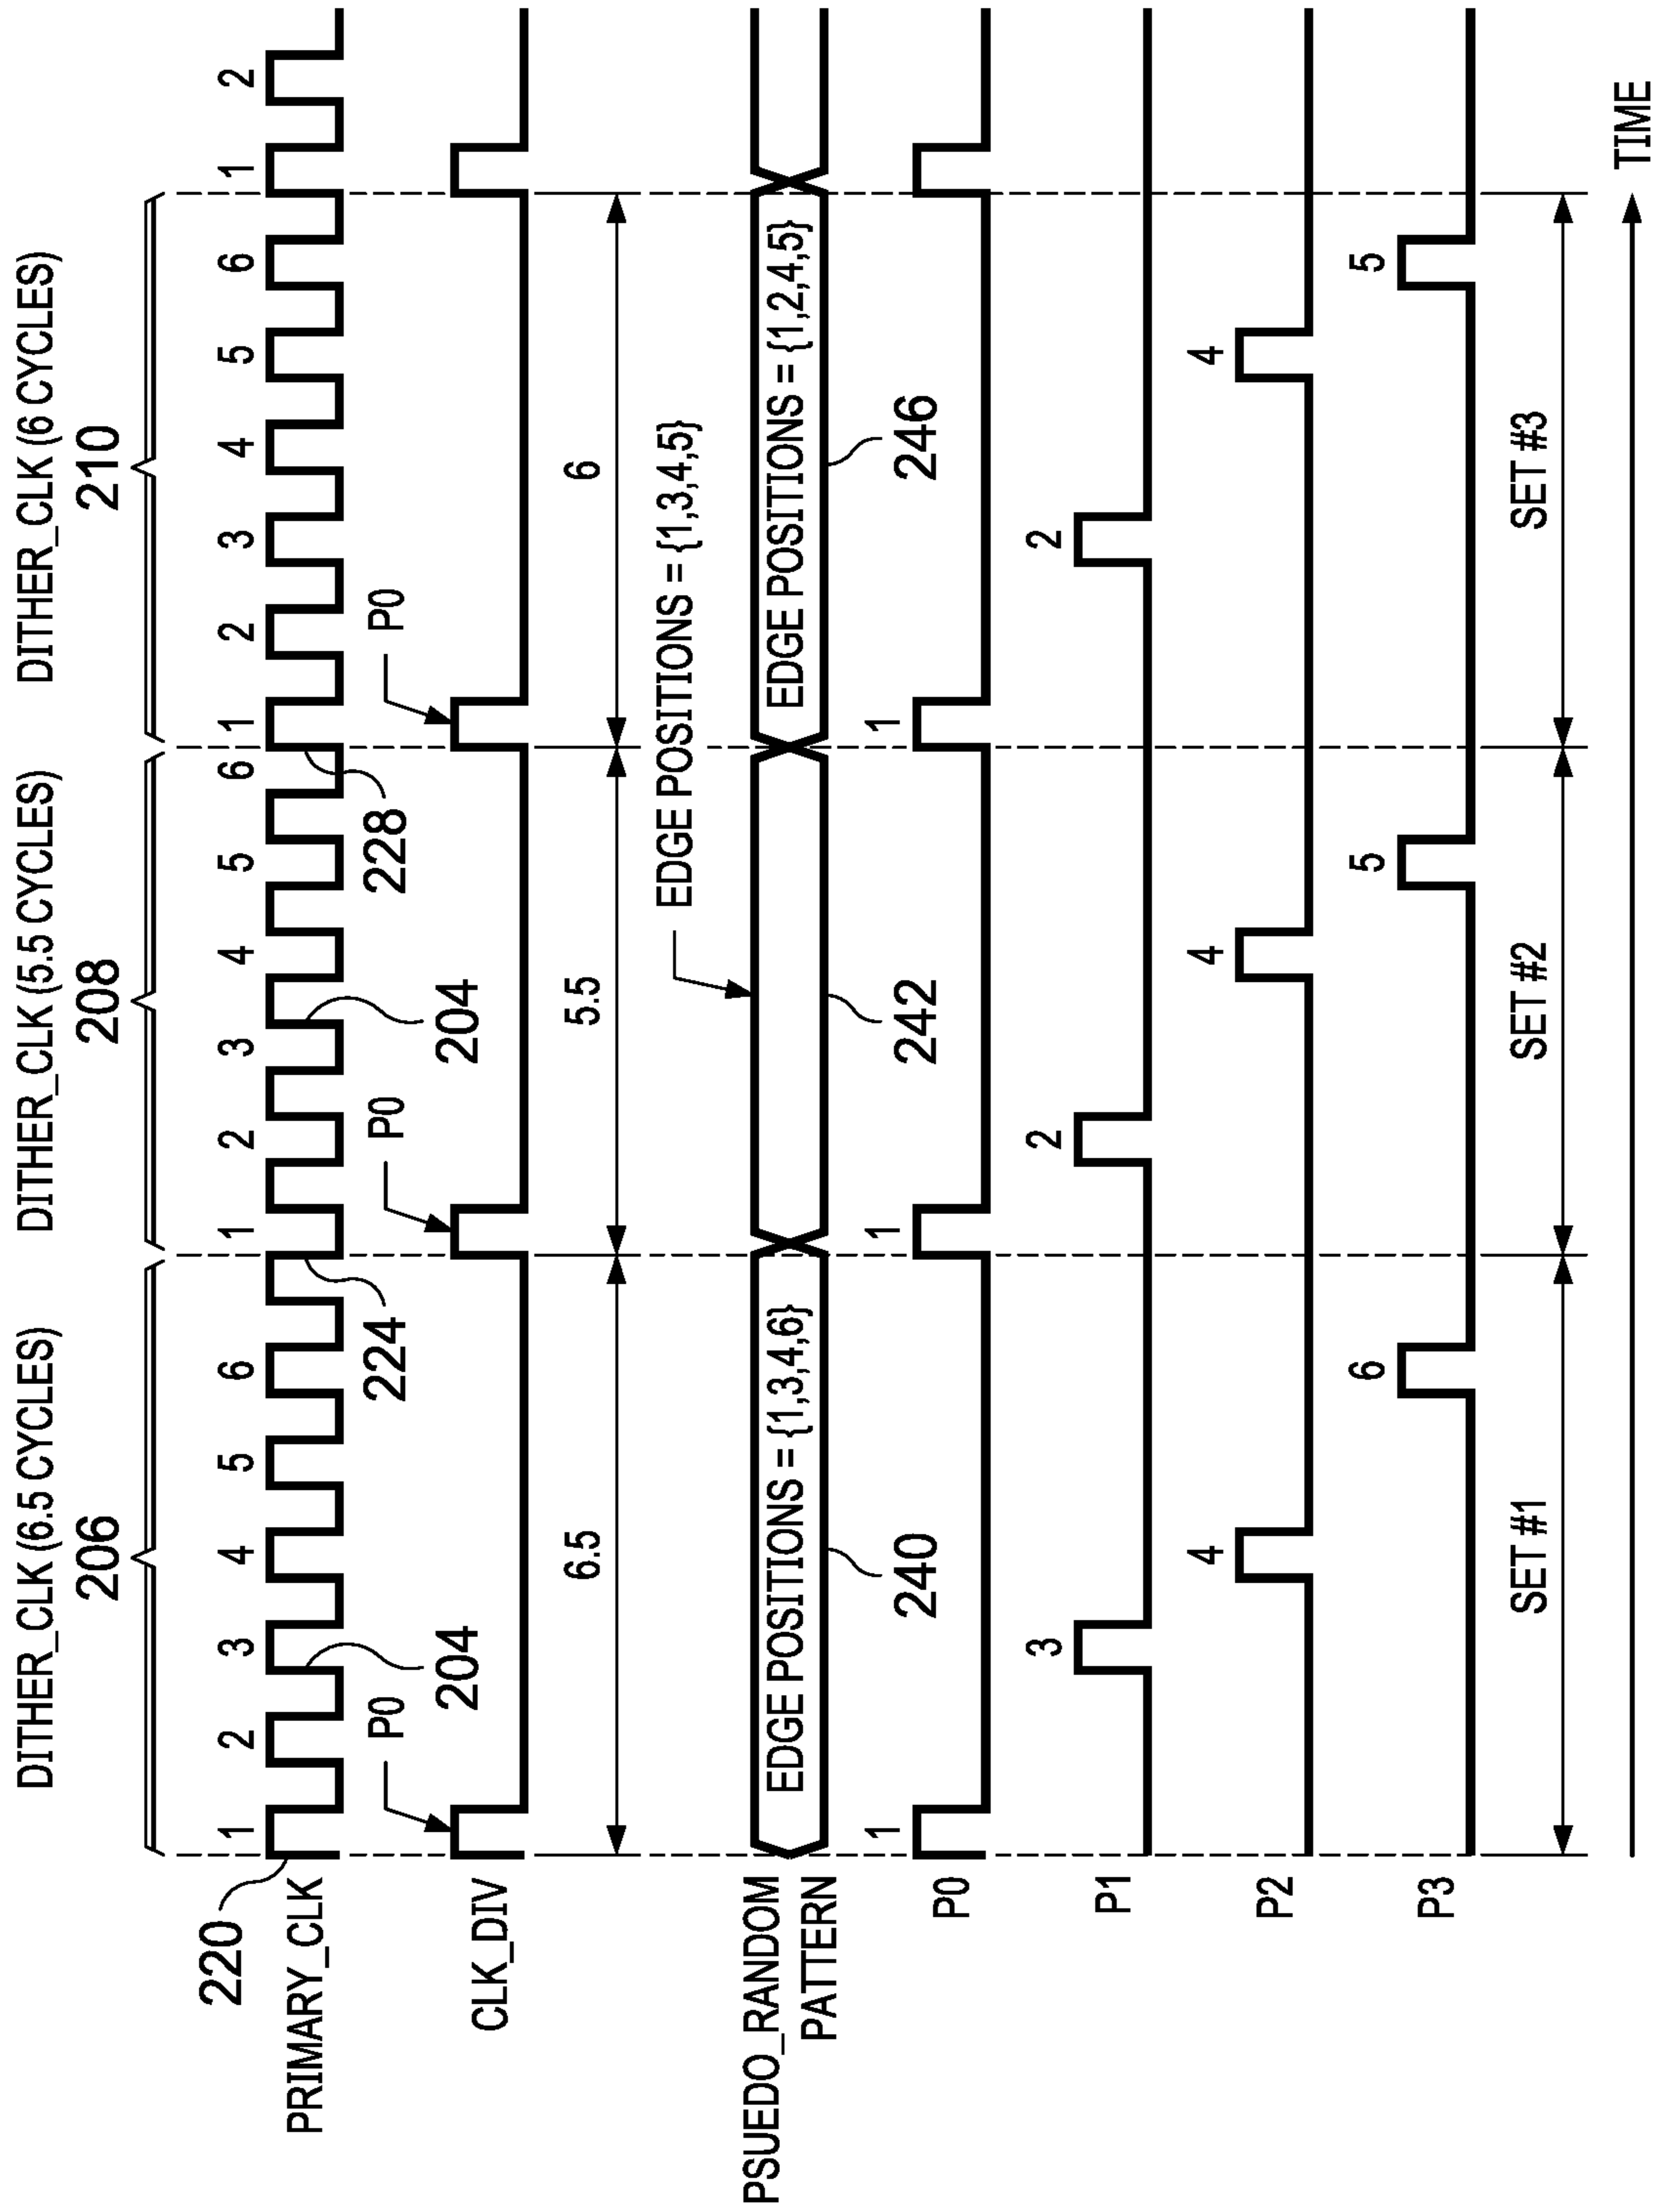 DITHER_CLK (6.5 CYCLES) DITHER_CLK (5.5 CYCLES) DITHER_CLK (6 CYCLES)
206 208 210
1 2 3 4 5 6 1 2 3 4 5 6 1 2 3 4 5 6 1 2
220
PRIMARY_CLK
P0 224 P0 228 P0
204 204
CLK_DIV
6.5 5.5 6
EDGE POSITIONS = {1,3,4,5}
PSUEDO_RANDOM
PATTERN
EDGE POSITIONS = {1,3,4,6} EDGE POSITIONS = {1,2,4,5}
1 1 1
240 242 246
P0
3 2 2
P1
4 4 4
P2
6 5 5
P3
SET #1 SET #2 SET #3
TIME